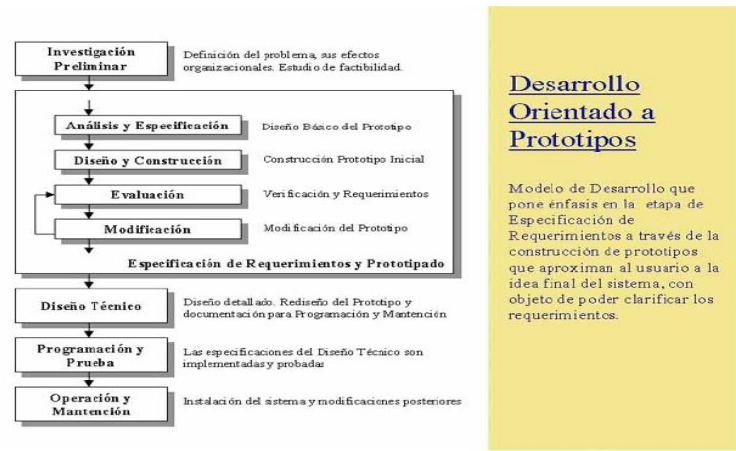 Investigación
Preliminar
Definición del problema, sus efectos
organizacionales. Estudio de factibilidad.
Análisis y Especificación
Diseño Básico del Prototipo
Diseño y Construcción
Construcción Prototipo Inicial
Evaluación
Verificación y Requerimientos
Modificación
Modificación del Prototipo
Especificación de Requerimientos y Prototipado
Diseño Técnico
Diseño detallado. Rediseño del Prototipo y
documentación para Programación y Mantención
Programación y
Prueba
Las especificaciones del Diseño Técnico son
implementadas y probadas
Operación y
Mantención
Instalación del sistema y modificaciones posteriores
Desarrollo
Orientado a
Prototipos
Modelo de Desarrollo que
pone énfasis en la etapa de
Especificación de
Requerimientos a través de la
construcción de prototipos
que aproximan al usuario a la
idea final del sistema, con
objeto de poder clarificar los
requerimientos.